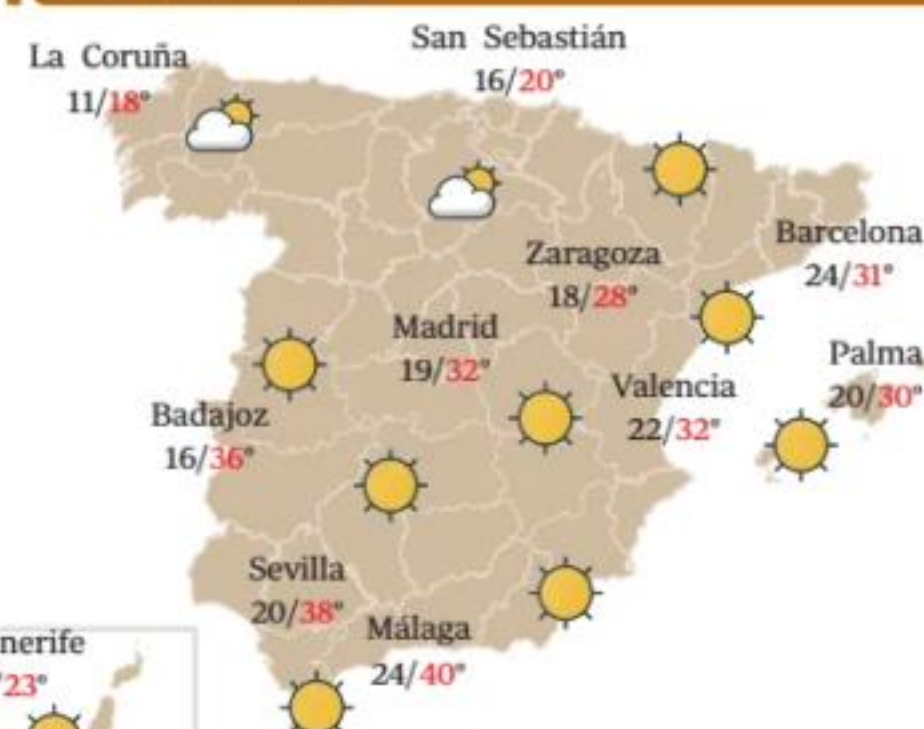 La Coruña
11/18°
San Sebastián
16/20°
Barcelona
24/31°
Zaragoza
18/28°
Madrid
19/32°
Palma
20/30°
Valencia
22/32°
Badajoz
16/36°
Sevilla
20/38°
Málaga
24/40°
nerife
/23°